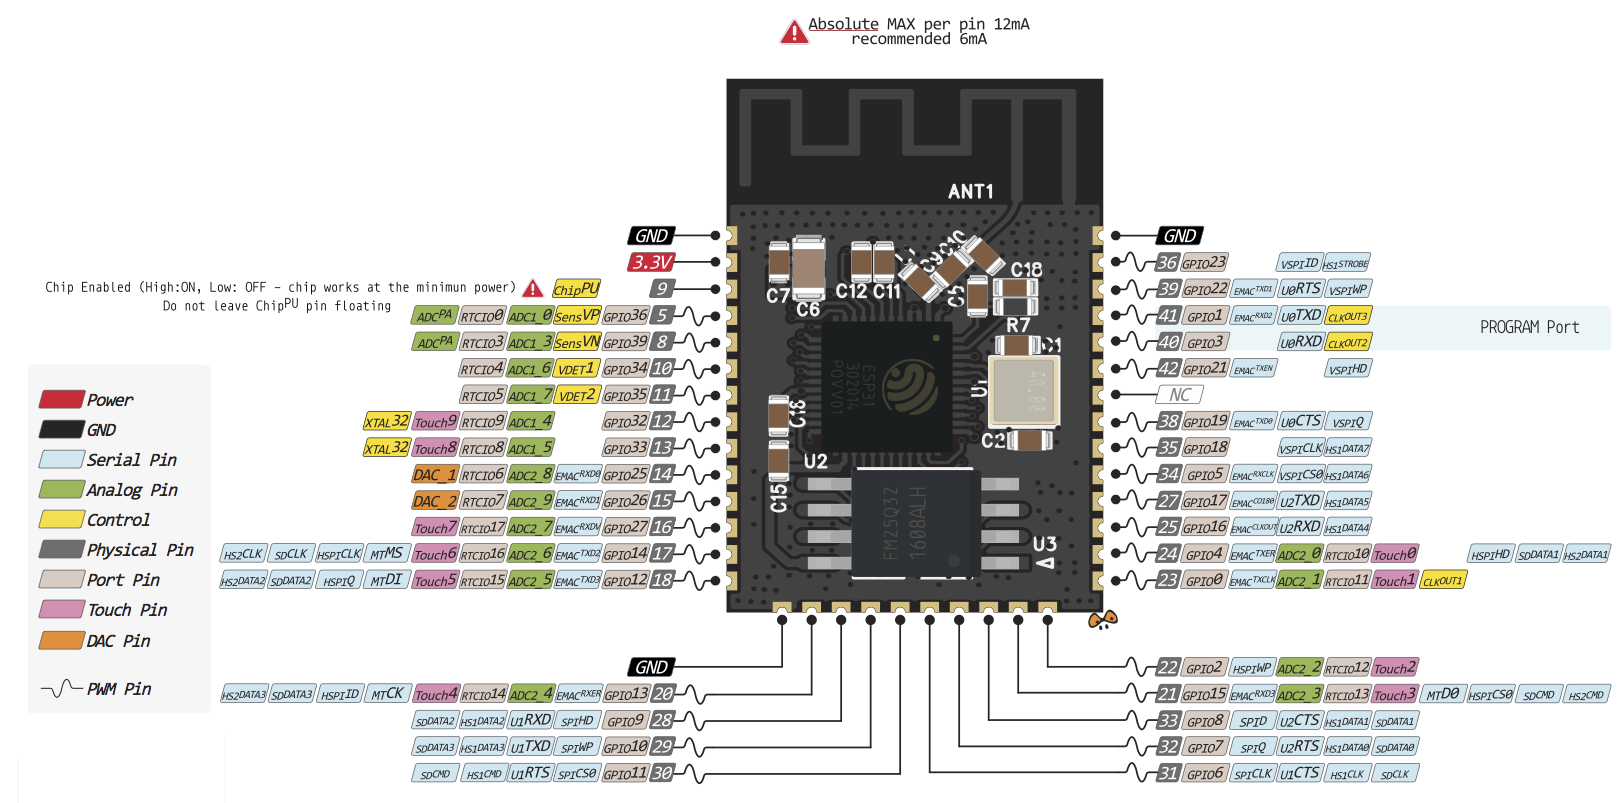 Absolute MAX per pin 12mA
recommended 6mA
ANT1
GND
3.3V
Chip Enabled (High:ON, Low: OFF - chip works at the minimun power) ChipPU 9
Do not leave ChipPU pin floating
ADCPA RTCIO0 ADC1_0 SensVP GPIO36 5
ADCPA RTCIO3 ADC1_3 SensVN GPIO39 8
RTCIO4 ADC1_6 VDET1 GPIO34 10
RTCIO5 ADC1_7 VDET2 GPIO35 11
XTAL32 Touch9 RTCIO9 ADC1_4 GPIO32 12
XTAL32 Touch8 RTCIO8 ADC1_5 GPIO33 13
DAC_1 RTCIO6 ADC2_8 EMACRXD0 GPIO25 14
DAC_2 RTCIO7 ADC2_9 EMACRXD1 GPIO26 15
Touch7 RTCIO17 ADC2_7 EMACRXDV GPIO27 16
HS2CLK SDCLK HSPICLK MTMS Touch6 RTCIO16 ADC2_6 EMACTXD2 GPIO14 17
HS2DATA2 SDDATA2 HSPIQ MTDI Touch5 RTCIO15 ADC2_5 EMACTXD3 GPIO12 18
GND
HS2DATA3 SDDATA3 HSPIID MTCK Touch4 RTCIO14 ADC2_4 EMACRXER GPIO13 20
SDDATA2 HS1DATA2 U1RXD SPIHD GPIO9 28
SDDATA3 HS1DATA3 U1TXD SPIWP GPIO10 29
SDCMD HS1CMD U1RTS SPICS0 GPIO11 30
Power
GND
Serial Pin
Analog Pin
Control
Physical Pin
Port Pin
Touch Pin
DAC Pin
PWM Pin
C7
C6
C12
C11
C9
C10
C5
C18
R7
U1
C2
C16
C15
U2
U3
ESP31
302014
P0VV01
40.00
FM25Q32
1608ALH
GND
36 GPIO23 VSPIID HS1STROBE
39 GPIO22 EMACTXD1 U0RTS VSPIWP
41 GPIO1 EMACRXD2 U0TXD CLKOUT3
PROGRAM Port
40 GPIO3 U0RXD CLKOUT2
42 GPIO21 EMACTXEN VSPIHD
NC
38 GPIO19 EMACTXD0 U0CTS VSPIQ
35 GPIO18 VSPICLK HS1DATA7
34 GPIO5 EMACRXCLK VSPICS0 HS1DATA6
27 GPIO17 EMACCO180 U2TXD HS1DATA5
25 GPIO16 EMACCLKOUT U2RXD HS1DATA4
24 GPIO4 EMACTXER ADC2_0 RTCIO10 Touch0 HSPIHD SDDATA1 HS2DATA1
23 GPIO0 EMACTXCLK ADC2_1 RTCIO11 Touch1 CLKOUT1
22 GPIO2 HSPIWP ADC2_2 RTCIO12 Touch2
21 GPIO15 EMACRXD3 ADC2_3 RTCIO13 Touch3 MTDO HSPICS0 SDCMD HS2CMD
33 GPIO8 SPID U2CTS HS1DATA1 SDDATA1
32 GPIO7 SPIQ U2RTS HS1DATA0 SDDATA0
31 GPIO6 SPICLK U1CTS HS1CLK SDCLK